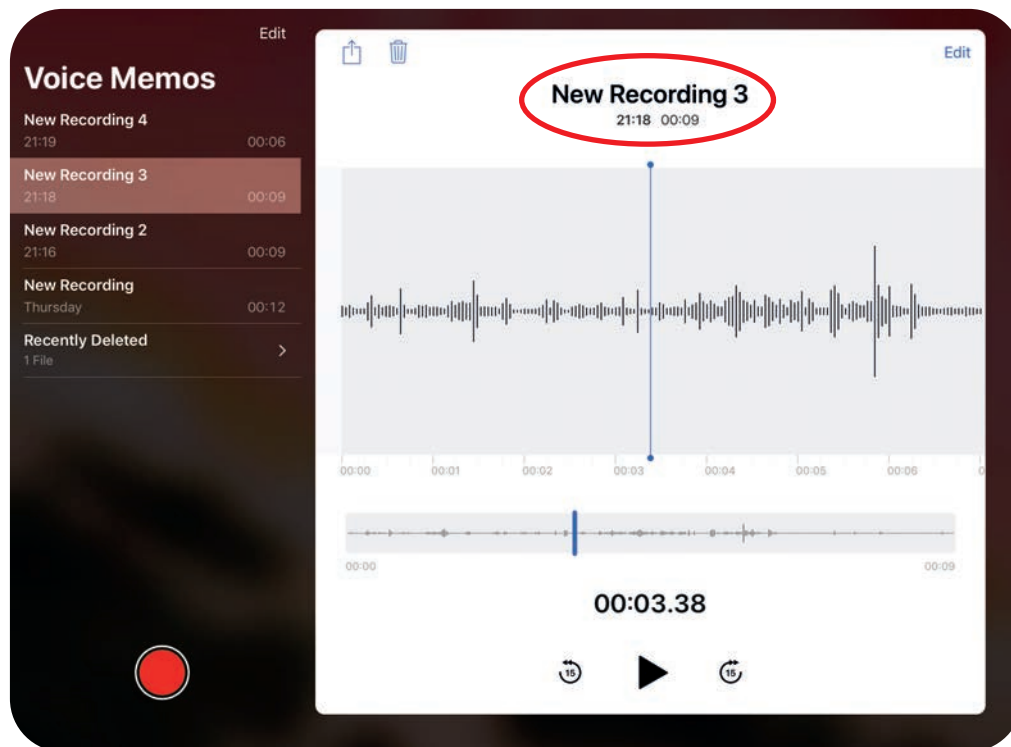 Edit
Voice Memos
New Recording 4
21:19 00:06
New Recording 3
21:18 00:09
New Recording 2
21:16 00:09
New Recording
Thursday 00:12
Recently Deleted
1 File
Edit
New Recording 3
21:18 00:09
00:00 00:01 00:02 00:03 00:04 00:05 00:06 0
00:00 00:09
00:03.38
15 15